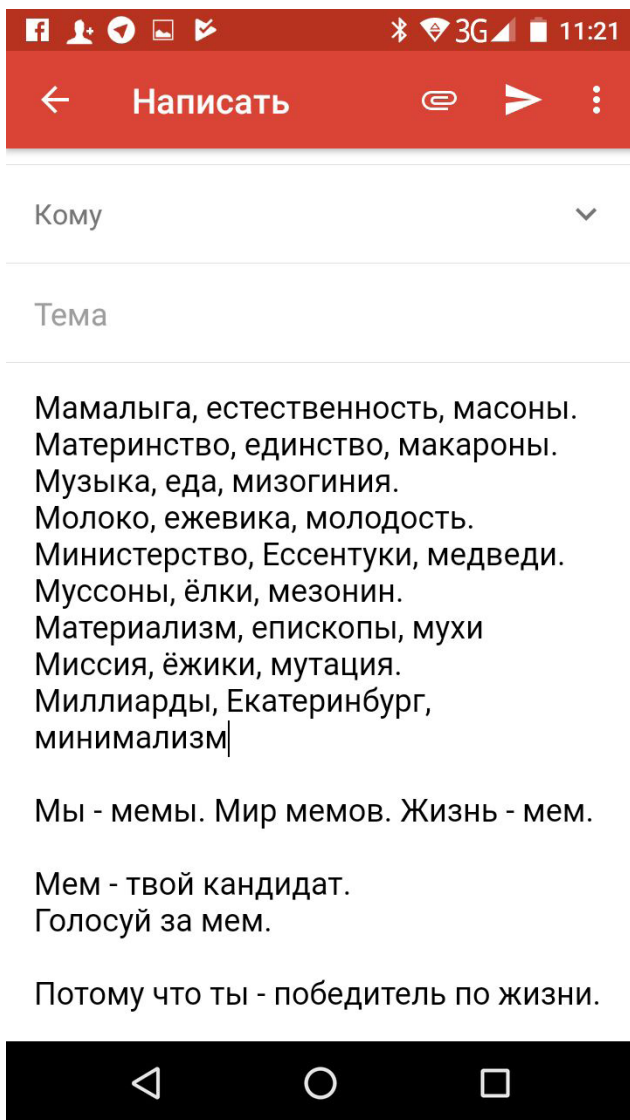 3G 11:21
Написать
Кому
Тема
Мамалыга, естественность, масоны.
Материнство, единство, макароны.
Музыка, еда, мизогиния.
Молоко, ежевика, молодость.
Министерство, Ессентуки, медведи.
Муссоны, ёлки, мезонин.
Материализм, епископы, мухи
Миссия, ёжики, мутация.
Миллиарды, Екатеринбург,
минимализм
Мы - мемы. Мир мемов. Жизнь - мем.
Мем - твой кандидат.
Голосуй за мем.
Потому что ты - победитель по жизни.